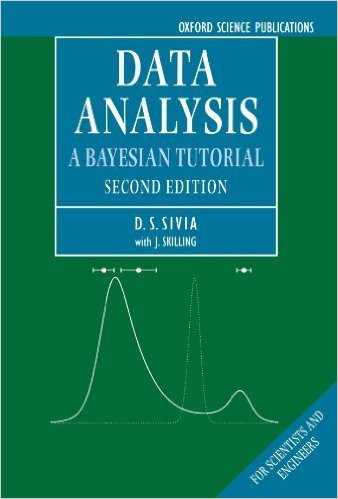 OXFORD SCIENCE PUBLICATIONS
DATA
ANALYSIS
A BAYESIAN TUTORIAL
SECOND EDITION
D. S. SIVIA
with J. SKILLING
FOR SCIENTISTS AND
ENGINEERS